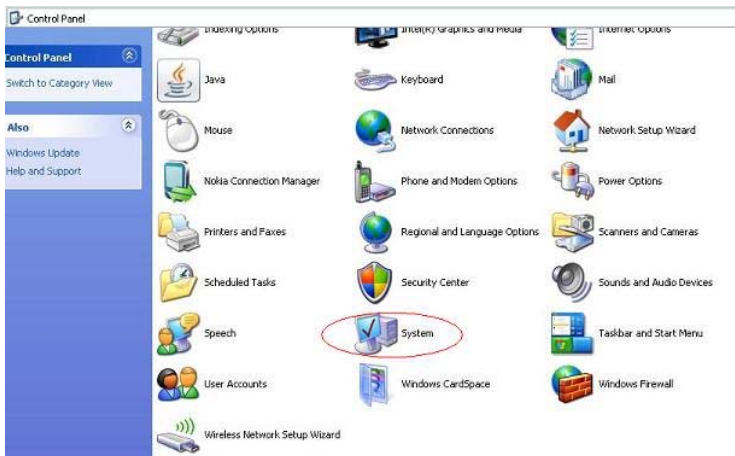 Control Panel
Indexing Options
Intel(R) Graphics and Media
Internet Options
Control Panel
Switch to Category View
Java
Keyboard
Mail
Also
Mouse
Network Connections
Network Setup Wizard
Windows Update
Help and Support
Nokia Connection Manager
Phone and Modem Options
Power Options
Printers and Faxes
Regional and Language Options
Scanners and Cameras
Scheduled Tasks
Security Center
Sounds and Audio Devices
Speech
System
Taskbar and Start Menu
User Accounts
Windows CardSpace
Windows Firewall
Wireless Network Setup Wizard